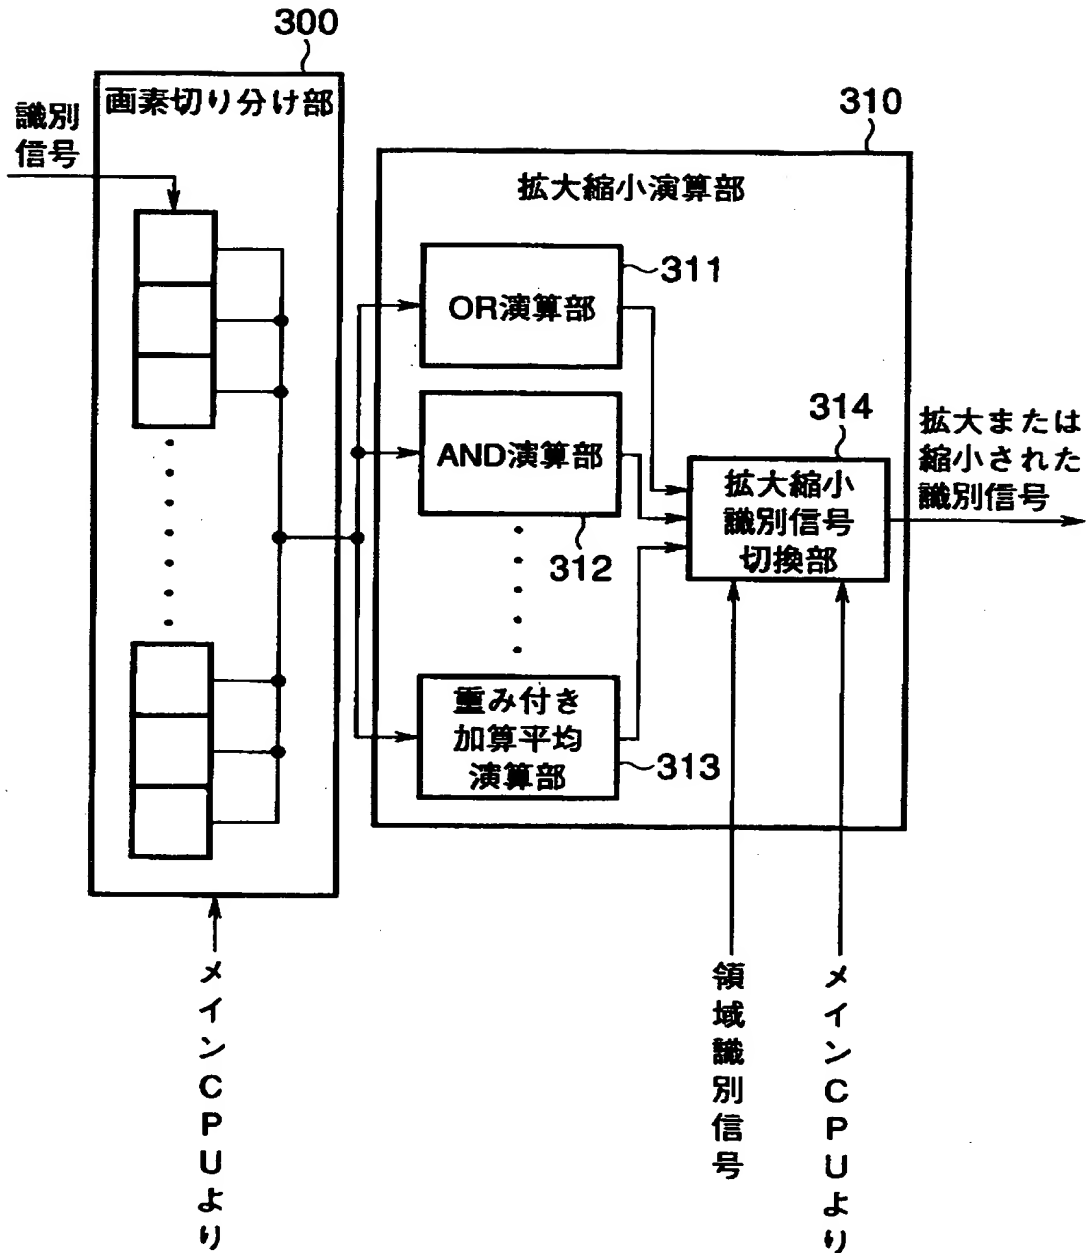 300
画素切り分け部
識別
信号
310
拡大縮小演算部
311
OR演算部
AND演算部
312
314
拡大縮小
識別信号
切換部
拡大または
縮小された
識別信号
重み付き
加算平均
演算部
313
メインCPUより
領域識別信号
メインCPUより